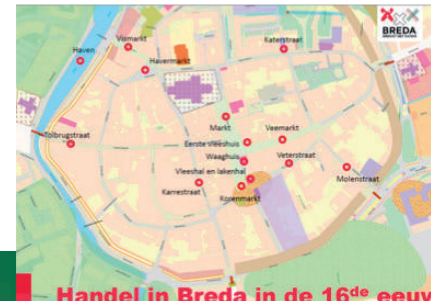 BREDA
Vismarkt
Katerstraat
Haven
Havermarkt
Markt
Veemarkt
Tolbrugstraat
Eerste vleeshuis
Waaghuis
Veterstraat
Vleeshal en lakenhal
Molenstraat
Karrestraat
Korenmarkt
Handel in Breda in de 16de eeuw